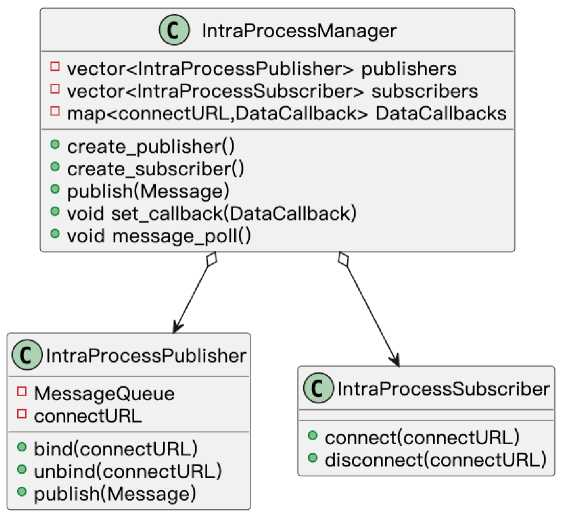 C IntraProcessManager
vector<IntraProcessPublisher> publishers
vector<IntraProcessSubscriber> subscribers
map<connectURL,DataCallback> DataCallbacks
create_publisher()
create_subscriber()
publish(Message)
void set_callback(DataCallback)
void message_poll()
C IntraProcessPublisher
MessageQueue
connectURL
bind(connectURL)
unbind(connectURL)
publish(Message)
C IntraProcessSubscriber
connect(connectURL)
disconnect(connectURL)